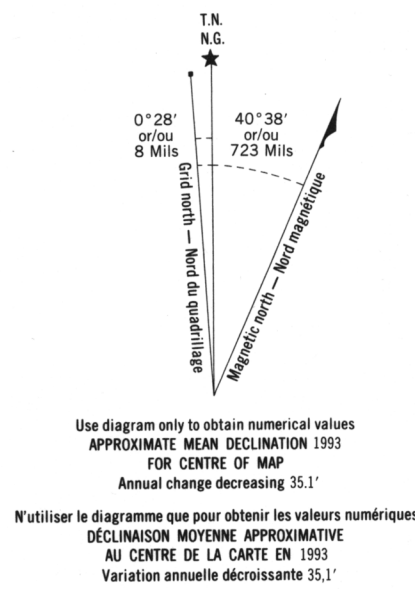 T.N.
N.G.
0°28′
or/ou
8 Mils
40°38′
or/ou
723 Mils
Grid north — Nord du quadrillage
Magnetic north — Nord magnétique
Use diagram only to obtain numerical values
APPROXIMATE MEAN DECLINATION 1993
FOR CENTRE OF MAP
Annual change decreasing 35.1′
N'utiliser le diagramme que pour obtenir les valeurs numériques
DÉCLINAISON MOYENNE APPROXIMATIVE
AU CENTRE DE LA CARTE EN 1993
Variation annuelle décroissante 35,1′